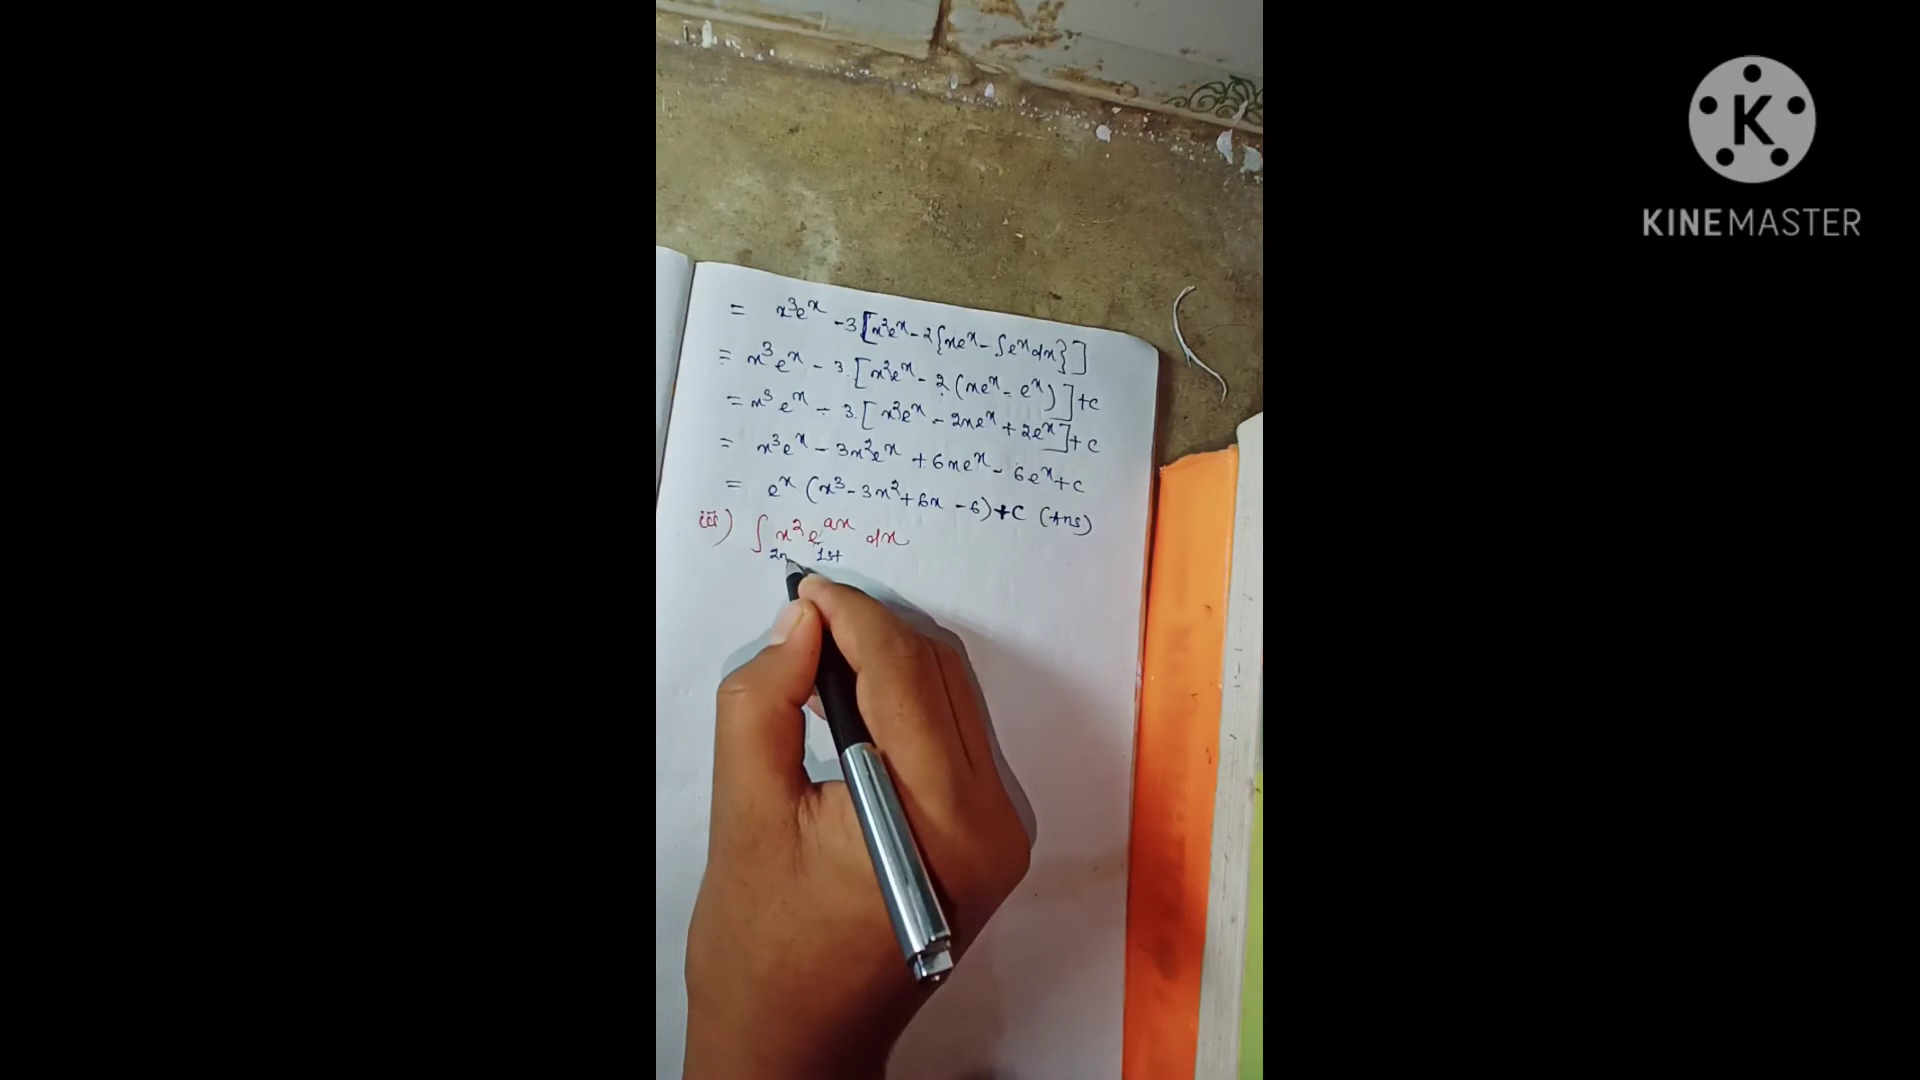 K
KINEMASTER
= x³eˣ - 3[x²eˣ - 2{xeˣ - ∫eˣdx}]
= x³eˣ - 3[x²eˣ - 2(xeˣ - eˣ)] + c
= x³eˣ - 3[x²eˣ - 2xeˣ + 2eˣ] + c
= x³eˣ - 3x²eˣ + 6xeˣ - 6eˣ + c
= eˣ(x³ - 3x² + 6x - 6) + c (Ans)
iii) ∫x²eᵃˣ dx
2n 1st